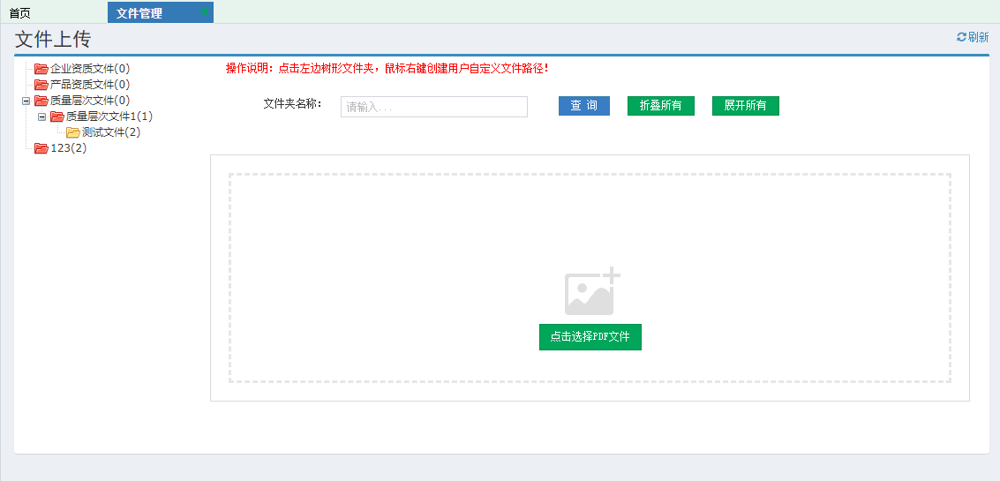 首页
文件管理
文件上传
刷新
企业资质文件(0)
产品资质文件(0)
质量层次文件(0)
质量层次文件1(1)
测试文件(2)
123(2)
操作说明：点击左边树形文件夹，鼠标右键创建用户自定义文件路径！
文件夹名称： 请输入... 查 询 折叠所有 展开所有
点击选择PDF文件